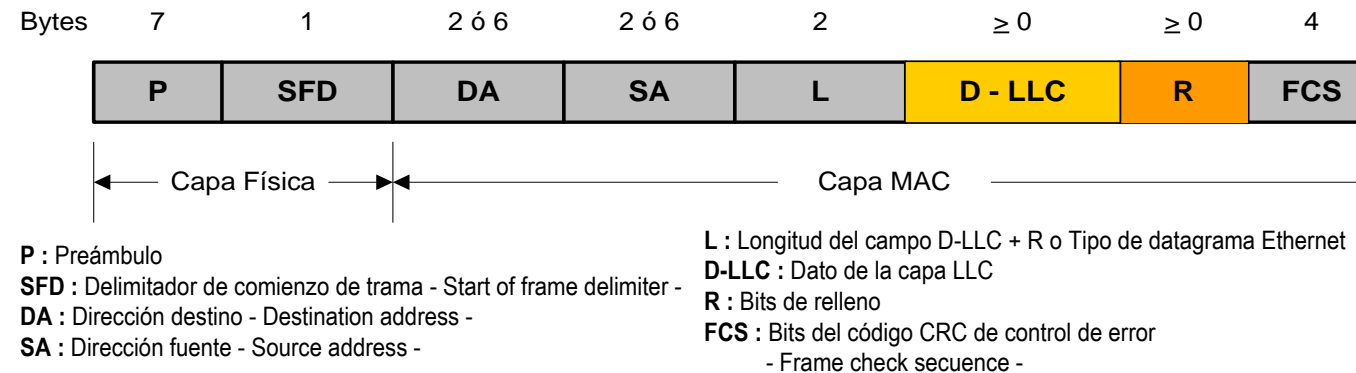 Bytes 7 1 2 ó 6 2 ó 6 2 ≥ 0 ≥ 0 4
P SFD DA SA L D - LLC R FCS
Capa Física Capa MAC
P : Preámbulo
SFD : Delimitador de comienzo de trama - Start of frame delimiter -
DA : Dirección destino - Destination address -
SA : Dirección fuente - Source address -
L : Longitud del campo D-LLC + R o Tipo de datagrama Ethernet
D-LLC : Dato de la capa LLC
R : Bits de relleno
FCS : Bits del código CRC de control de error
- Frame check secuence -